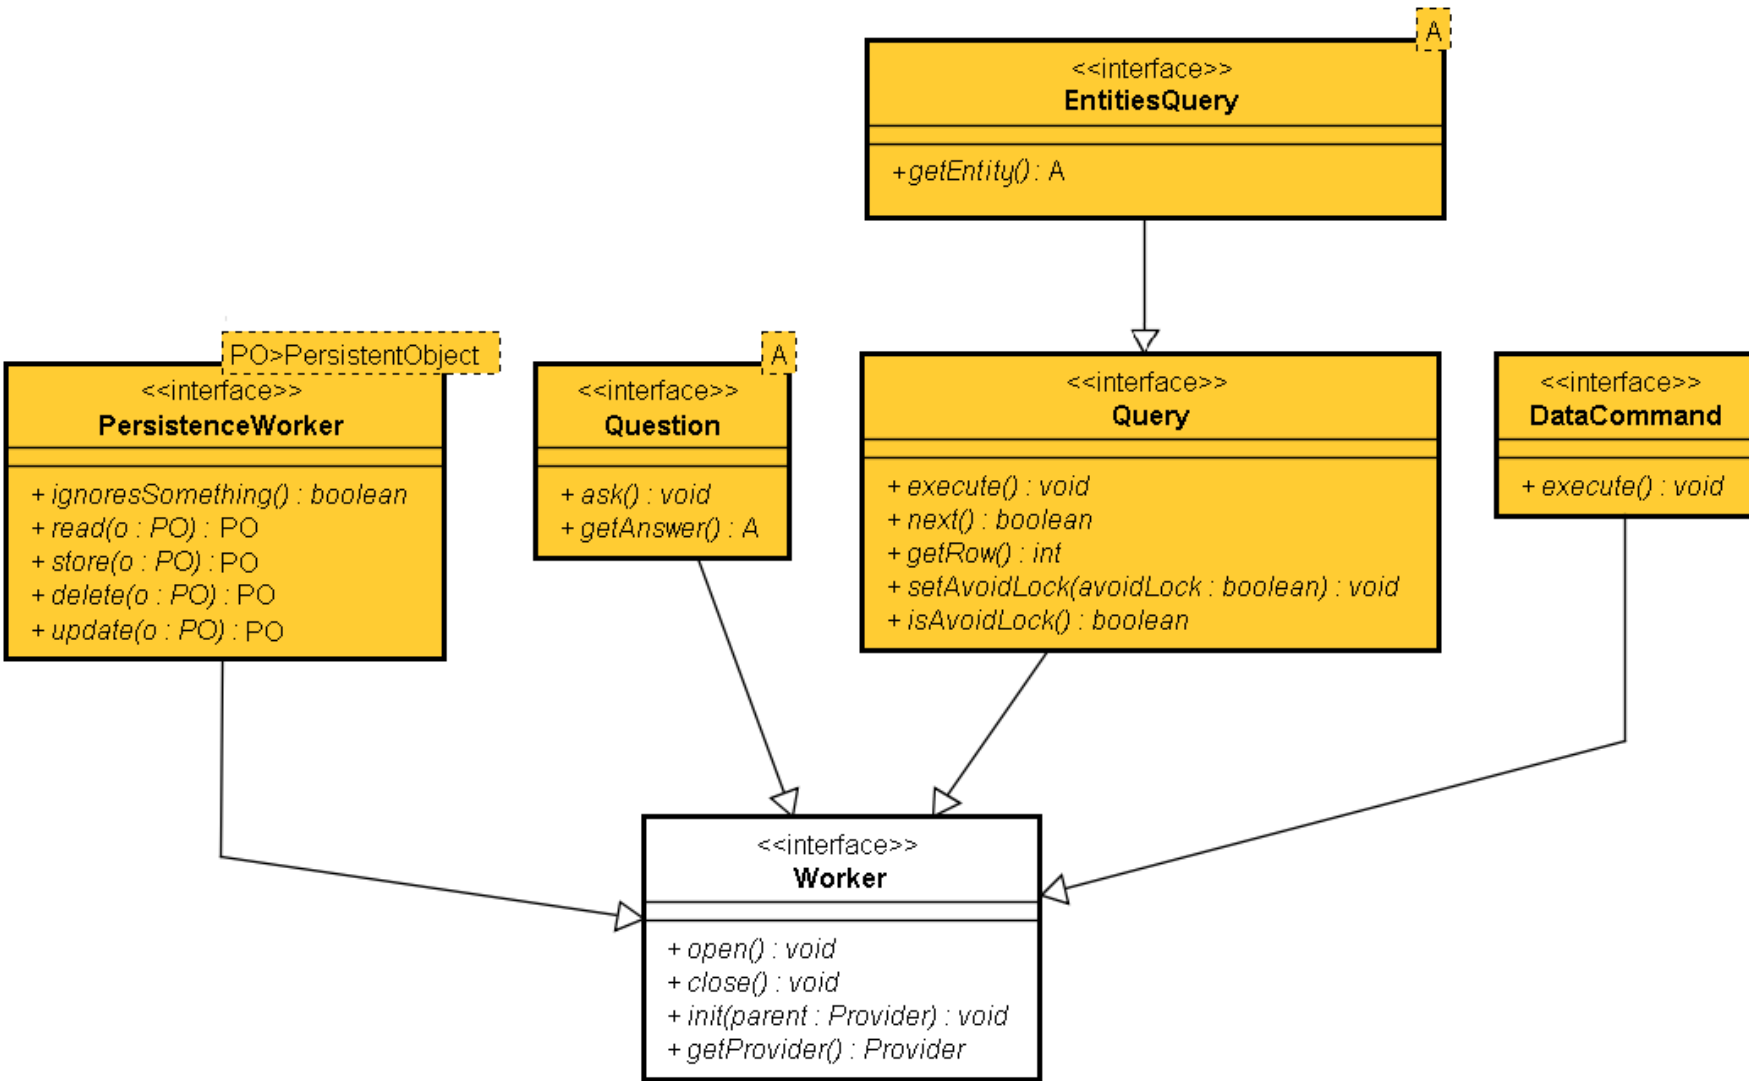 A
<<interface>>
EntitiesQuery
+getEntity() : A
PO>PersistentObject
<<interface>>
PersistenceWorker
+ ignoresSomething() : boolean
+ read(o : PO) : PO
+ store(o : PO) : PO
+ delete(o : PO) : PO
+ update(o : PO) : PO
A
<<interface>>
Question
+ ask() : void
+ getAnswer() : A
<<interface>>
Query
+ execute() : void
+ next() : boolean
+ getRow() : int
+ setAvoidLock(avoidLock : boolean) : void
+ isAvoidLock() : boolean
<<interface>>
DataCommand
+ execute() : void
<<interface>>
Worker
+ open() : void
+ close() : void
+ init(parent : Provider) : void
+ getProvider() : Provider